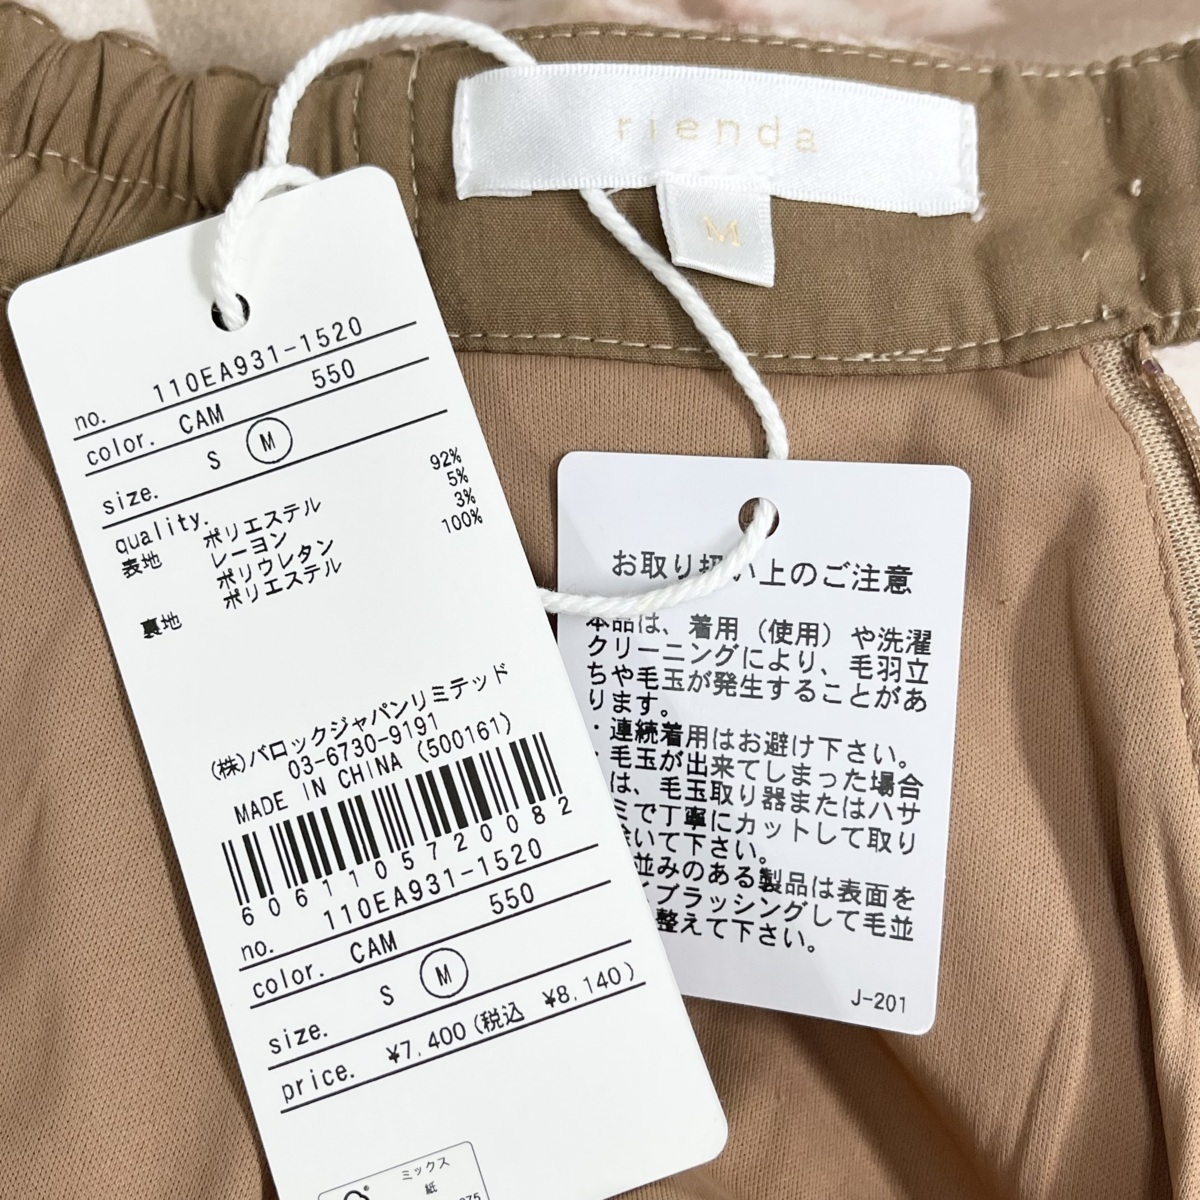 rienda
M
no. 110EA931-1520
color. CAM 550
size. S M
quality.
表地 ポリエステル 92%
レーヨン 5%
ポリウレタン 3%
裏地 ポリエステル 100%
(株)バロックジャパンリミテッド
03-6730-9191
MADE IN CHINA (500161)
6061105720082
no. 110EA931-1520
color. CAM 550
size. S M
price. ¥7,400(税込 ¥8,140)
ミックス
紙
お取り扱い上のご注意
本品は、着用(使用)や洗濯
クリーニングにより、毛羽立
ちや毛玉が発生することがあ
ります。
・連続着用はお避け下さい。
・毛玉が出来てしまった場合
は、毛玉取り器またはハサ
ミで丁寧にカットして取り
除いて下さい。
並みのある製品は表面を
ブラッシングして毛並
整えて下さい。
J-201